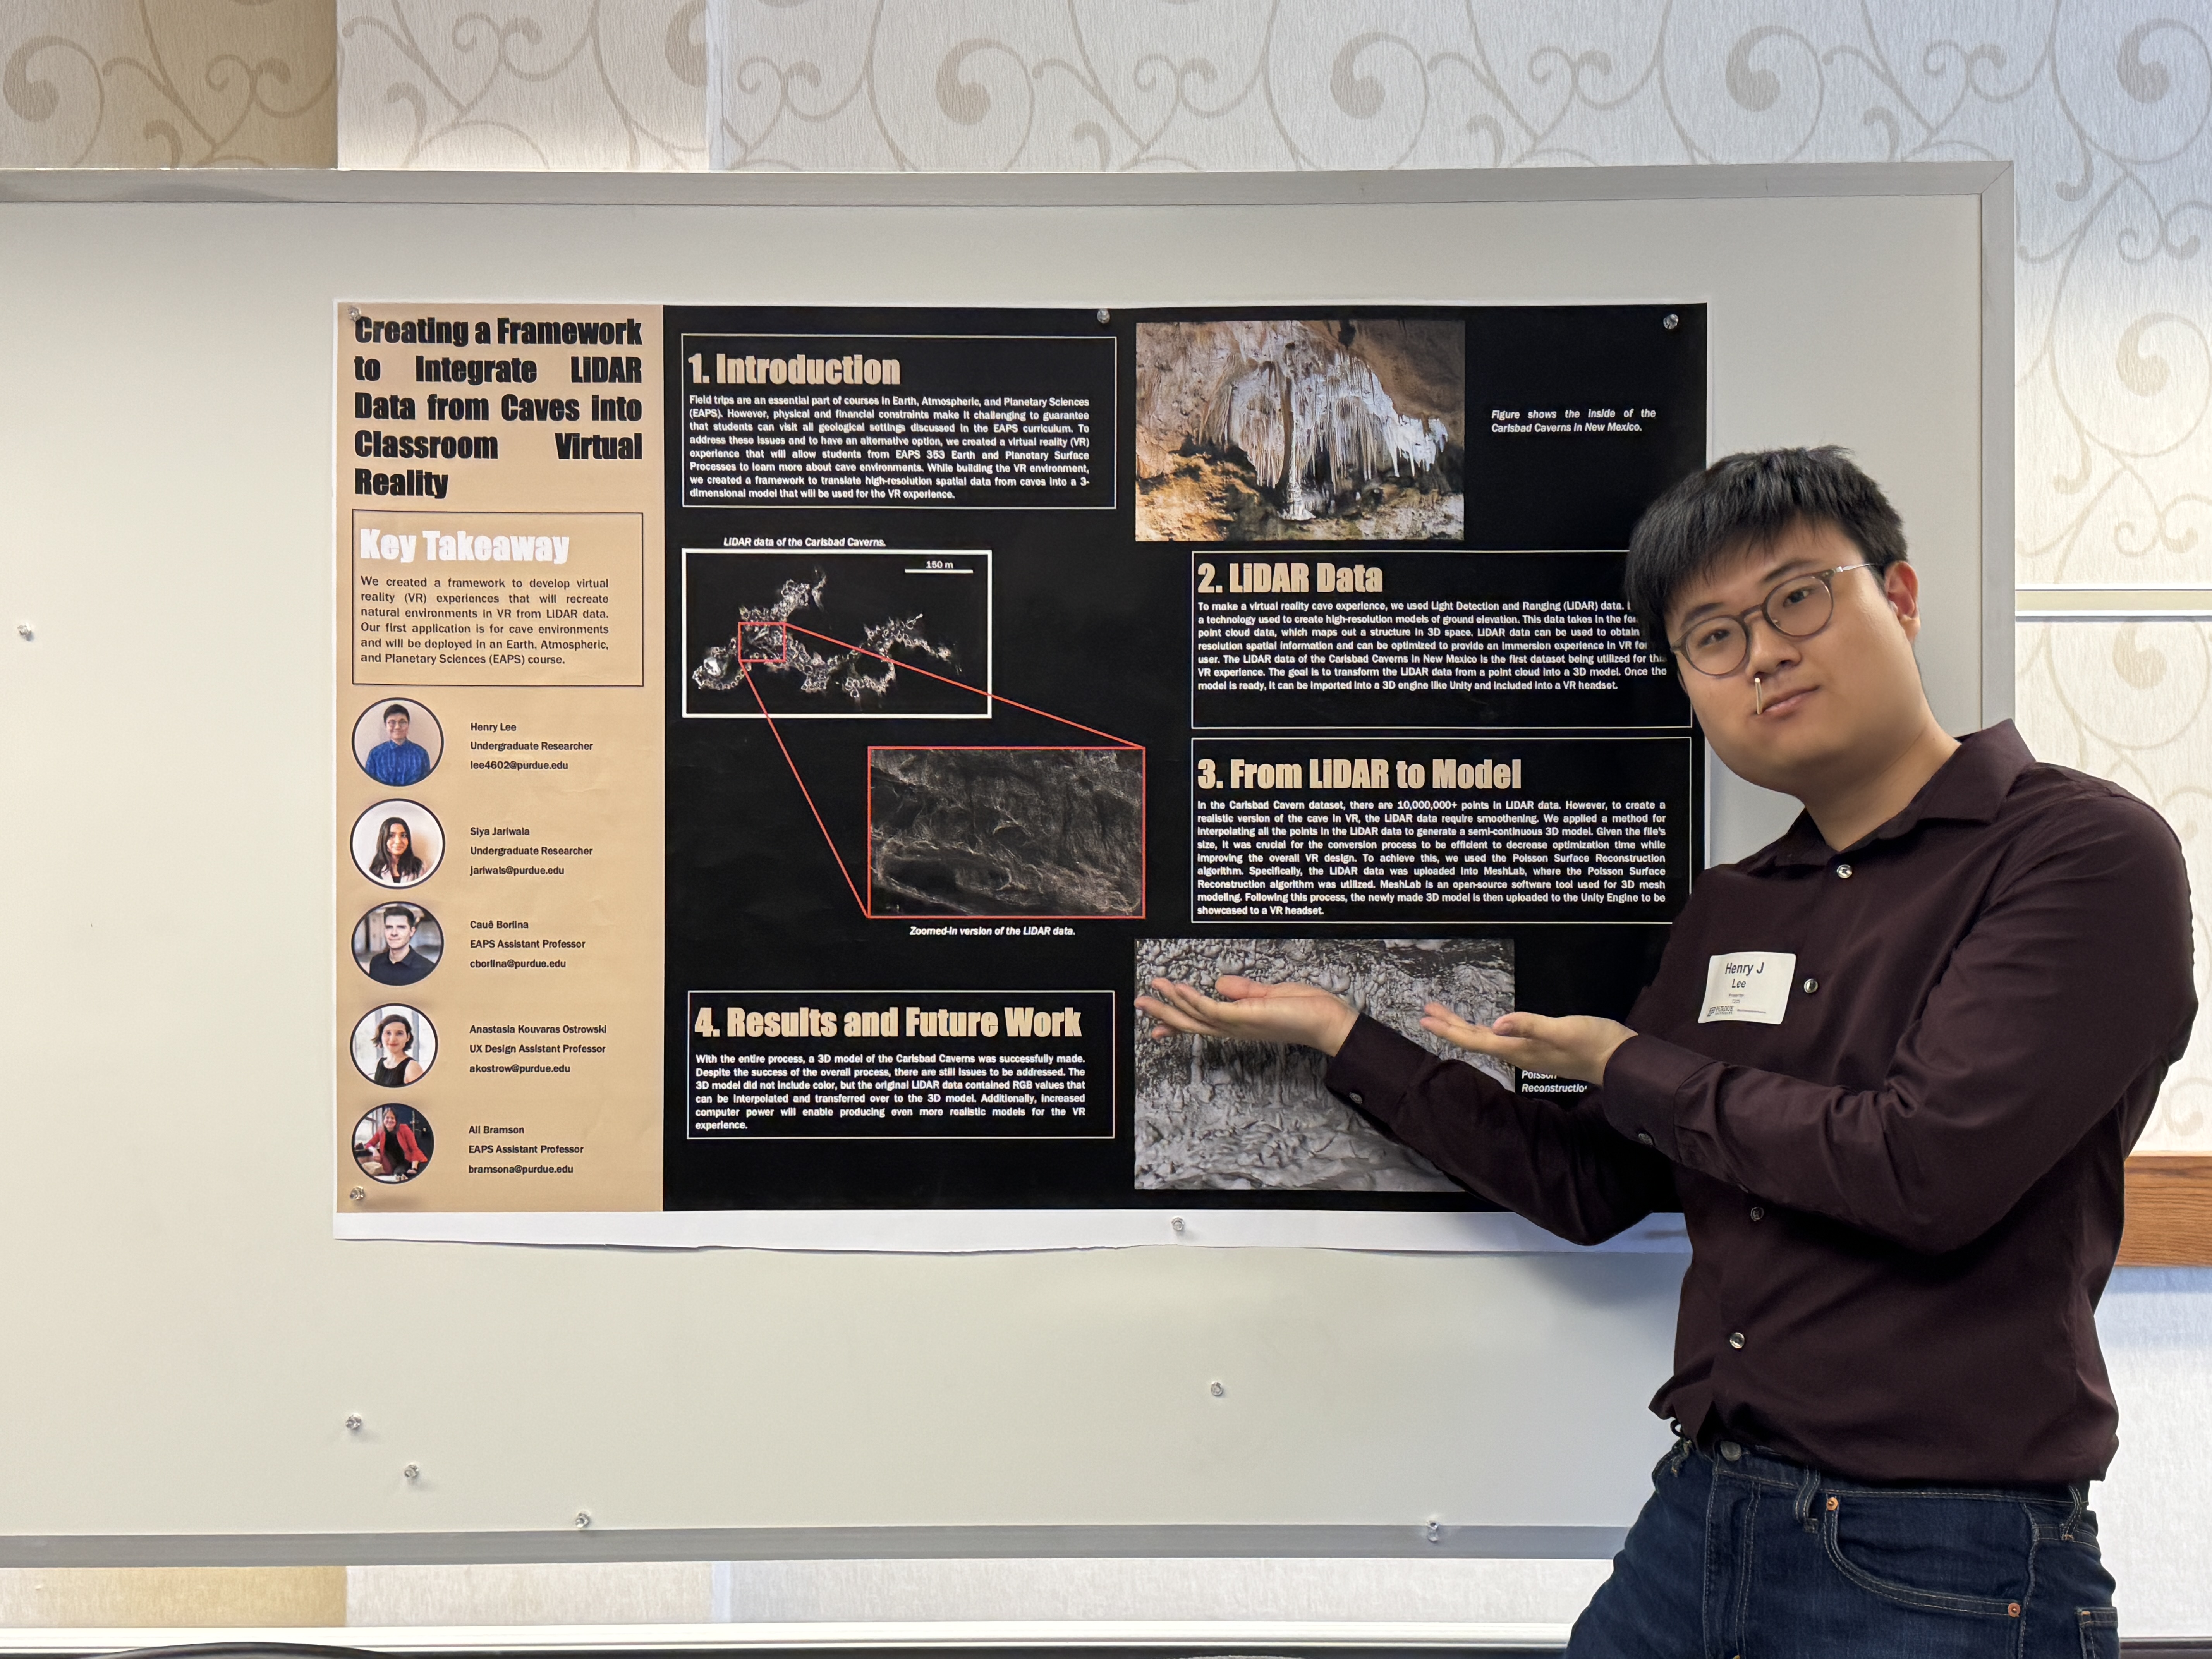 Creating a Framework
to Integrate LiDAR
Data from Caves into
Classroom Virtual
Reality
Key Takeaway
We created a framework to develop virtual
reality (VR) experiences that will recreate
natural environments in VR from LiDAR data.
Our first application is for cave environments
and will be deployed in an Earth, Atmospheric,
and Planetary Sciences (EAPS) course.
Henry Lee
Undergraduate Researcher
lee4602@purdue.edu
Siya Jariwala
Undergraduate Researcher
jariwals@purdue.edu
Cauê Borlina
EAPS Assistant Professor
cborlina@purdue.edu
Anastasia Kouvaras Ostrowski
UX Design Assistant Professor
akostrow@purdue.edu
Ali Bramson
EAPS Assistant Professor
bramsona@purdue.edu
1. Introduction
Field trips are an essential part of courses in Earth, Atmospheric, and Planetary Sciences
(EAPS). However, physical and financial constraints make it challenging to guarantee
that students can visit all geological settings discussed in the EAPS curriculum. To
address these issues and to have an alternative option, we created a virtual reality (VR)
experience that will allow students from EAPS 353 Earth and Planetary Surface
Processes to learn more about cave environments. While building the VR environment,
we created a framework to translate high-resolution spatial data from caves into a 3-
dimensional model that will be used for the VR experience.
Figure shows the inside of the
Carlsbad Caverns in New Mexico.
LiDAR data of the Carlsbad Caverns.
150 m
Zoomed-in version of the LiDAR data.
2. LiDAR Data
To make a virtual reality cave experience, we used Light Detection and Ranging (LiDAR) data.
a technology used to create high-resolution models of ground elevation. This data takes in the
point cloud data, which maps out a structure in 3D space. LiDAR data can be used to obtain
resolution spatial information and can be optimized to provide an immersion experience in VR
user. The LiDAR data of the Carlsbad Caverns in New Mexico is the first dataset being utilized for this
VR experience. The goal is to transform the LiDAR data from a point cloud into a 3D model. Once the
model is ready, it can be imported into a 3D engine like Unity and included into a VR headset.
3. From LiDAR to Model
In the Carlsbad Cavern dataset, there are 10,000,000+ points in LiDAR data. However, to create a
realistic version of the cave in VR, the LiDAR data require smoothening. We applied a method for
interpolating all the points in the LiDAR data to generate a semi-continuous 3D model. Given the file's
size, it was crucial for the conversion process to be efficient to decrease optimization time while
improving the overall VR design. To achieve this, we used the Poisson Surface Reconstruction
algorithm. Specifically, the LiDAR data was uploaded into MeshLab, where the Poisson Surface
Reconstruction algorithm was utilized. MeshLab is an open-source software tool used for 3D mesh
modeling. Following this process, the newly made 3D model is then uploaded to the Unity Engine to be
showcased to a VR headset.
4. Results and Future Work
With the entire process, a 3D model of the Carlsbad Caverns was successfully made.
Despite the success of the overall process, there are still issues to be addressed. The
3D model did not include color, but the original LiDAR data contained RGB values that
can be interpolated and transferred over to the 3D model. Additionally, increased
computer power will enable producing even more realistic models for the VR
experience.
Poisson
Henry J
Lee